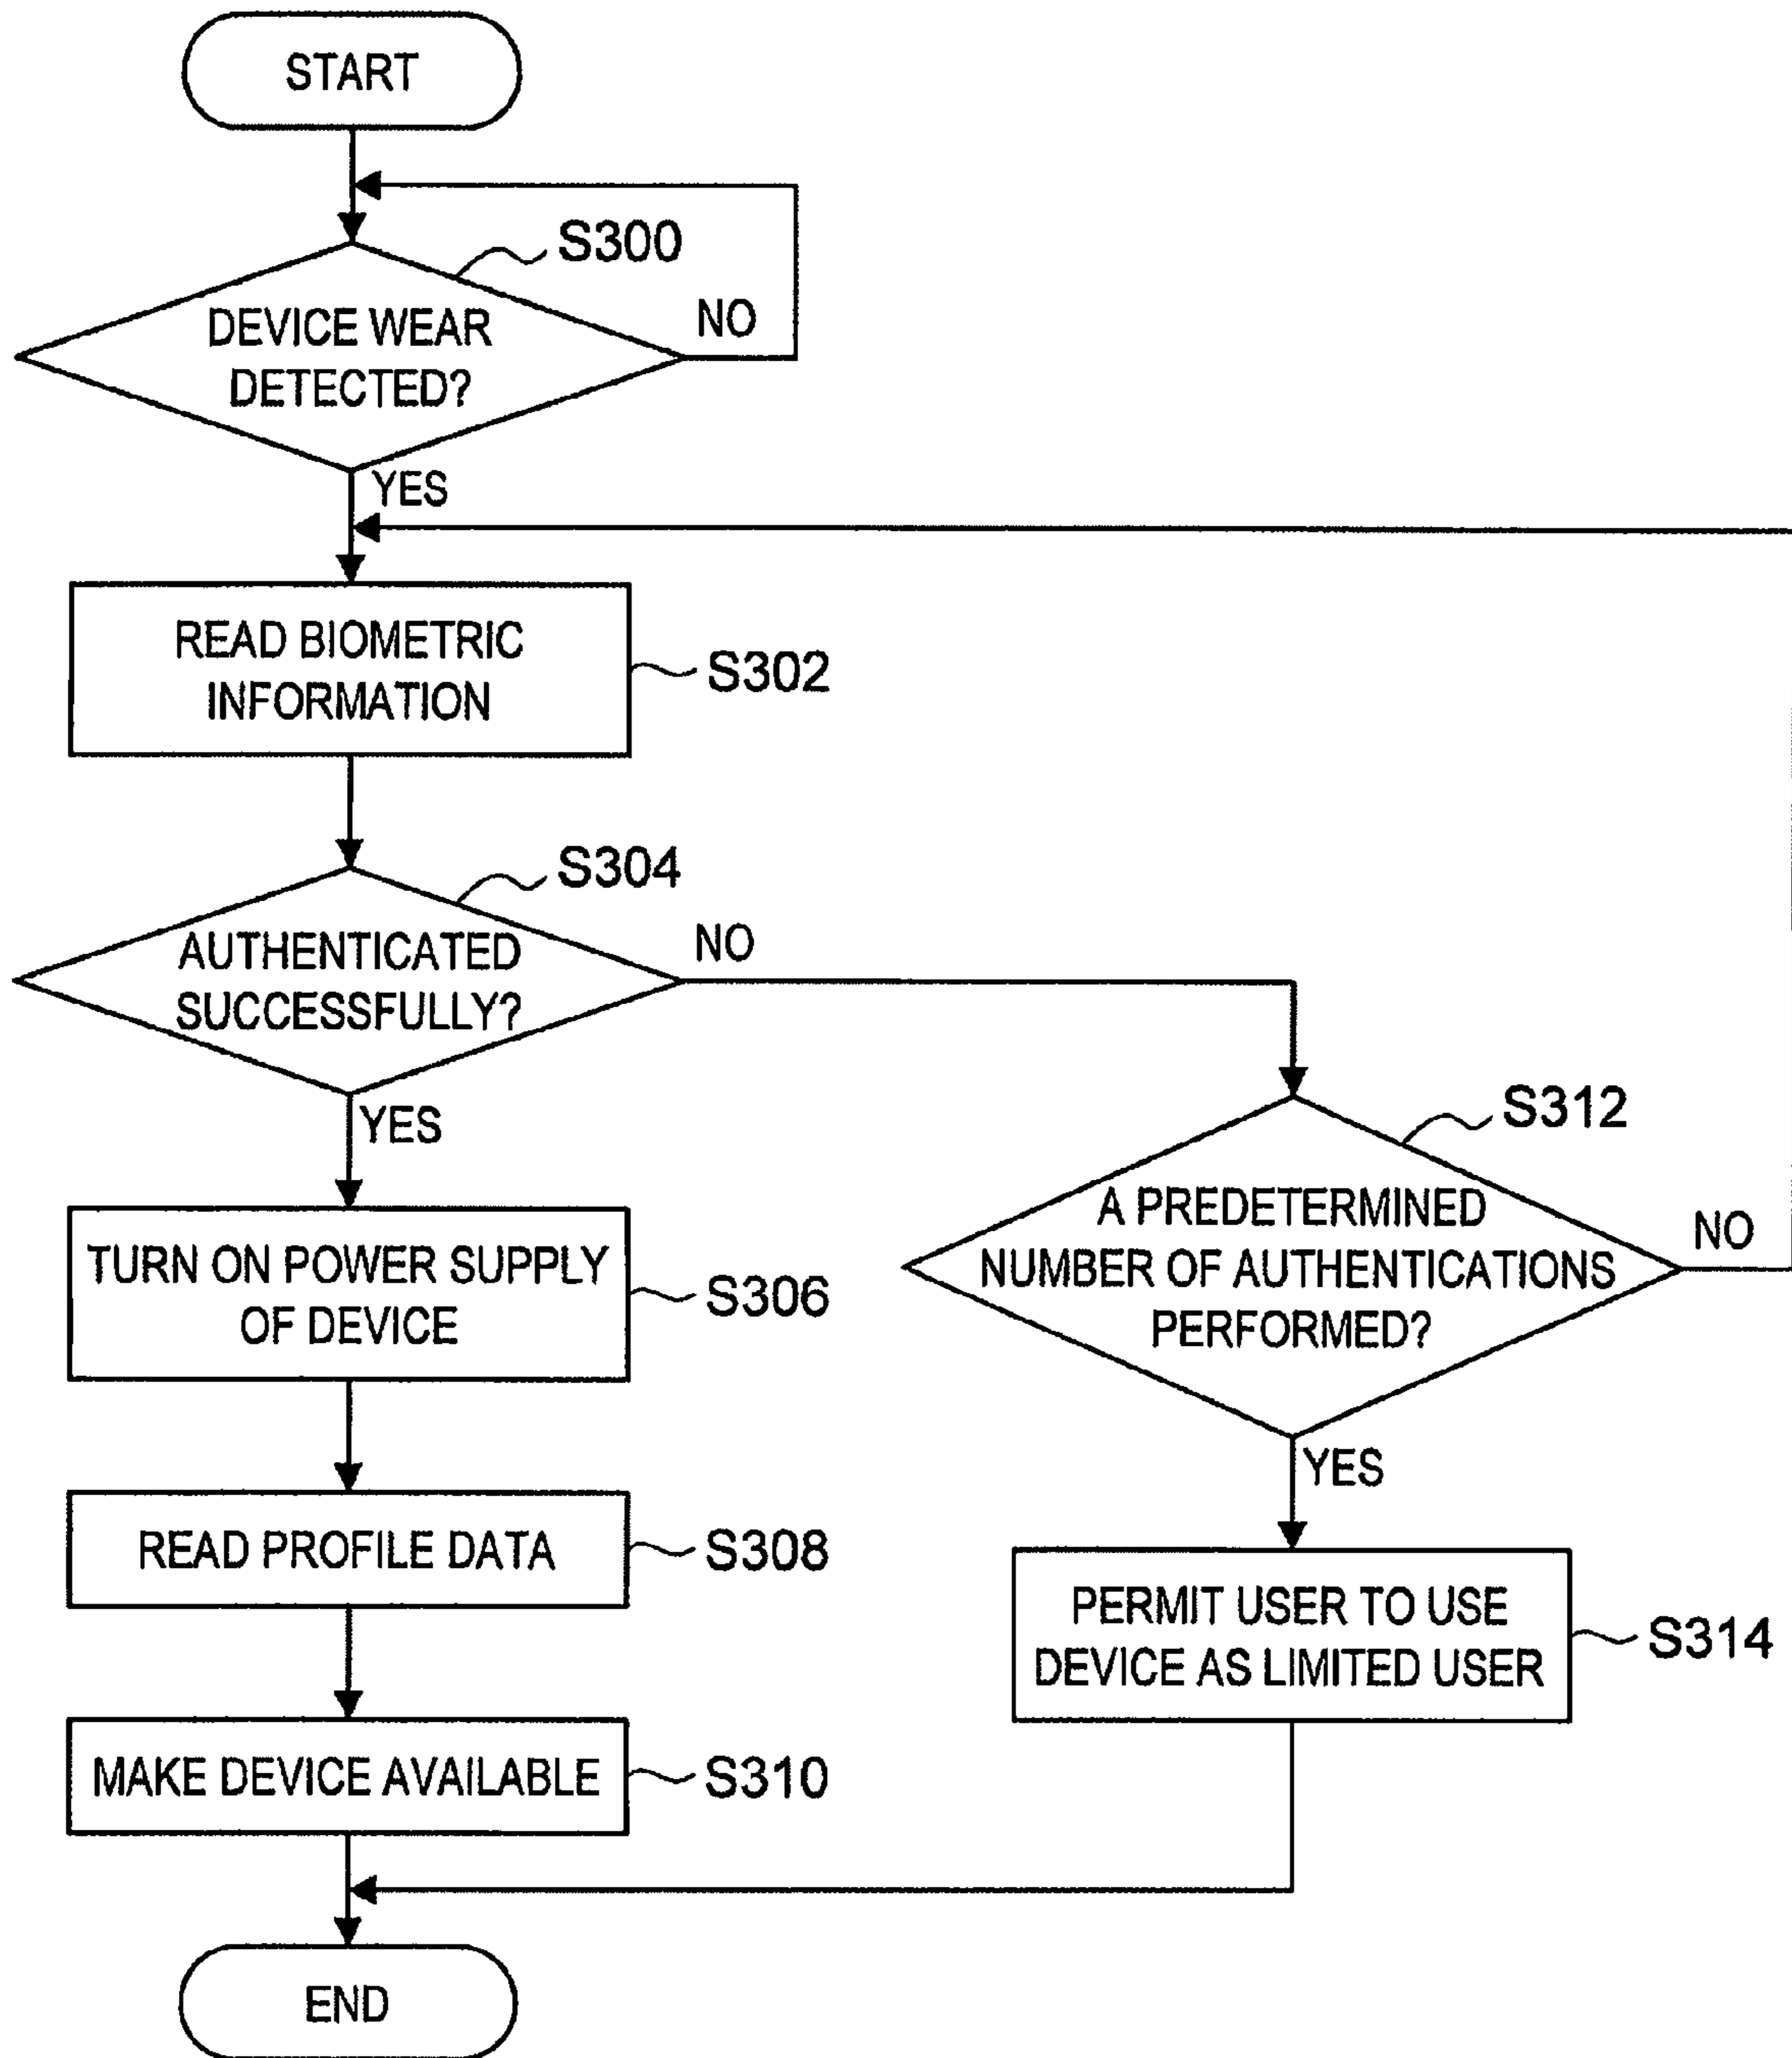 START
S300
DEVICE WEAR
DETECTED?
NO
YES
READ BIOMETRIC
INFORMATION
S302
S304
AUTHENTICATED
SUCCESSFULLY?
NO
YES
S312
A PREDETERMINED
NUMBER OF AUTHENTICATIONS
PERFORMED?
NO
YES
TURN ON POWER SUPPLY
OF DEVICE
S306
READ PROFILE DATA
S308
PERMIT USER TO USE
DEVICE AS LIMITED USER
S314
MAKE DEVICE AVAILABLE
S310
END